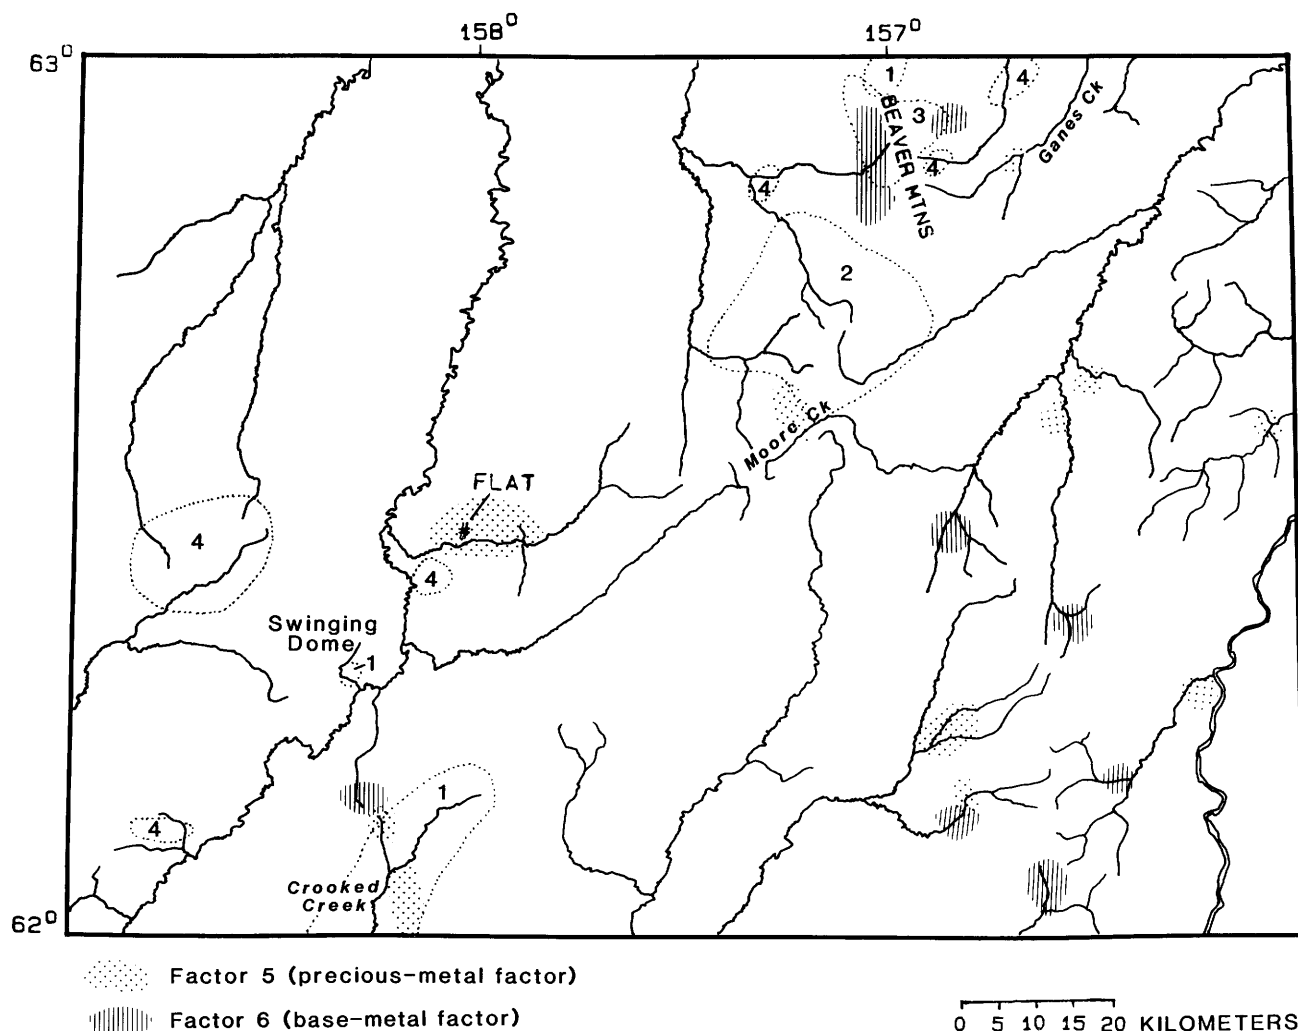 158°
157°
63°
1
4
3
BEAVER MTNS
Ganes Ck
4
4
2
Moore Ck
FLAT
4
4
Swinging
Dome
1
1
4
Crooked
Creek
62°
Factor 5 (precious-metal factor)
Factor 6 (base-metal factor)
0 5 10 15 20 KILOMETERS